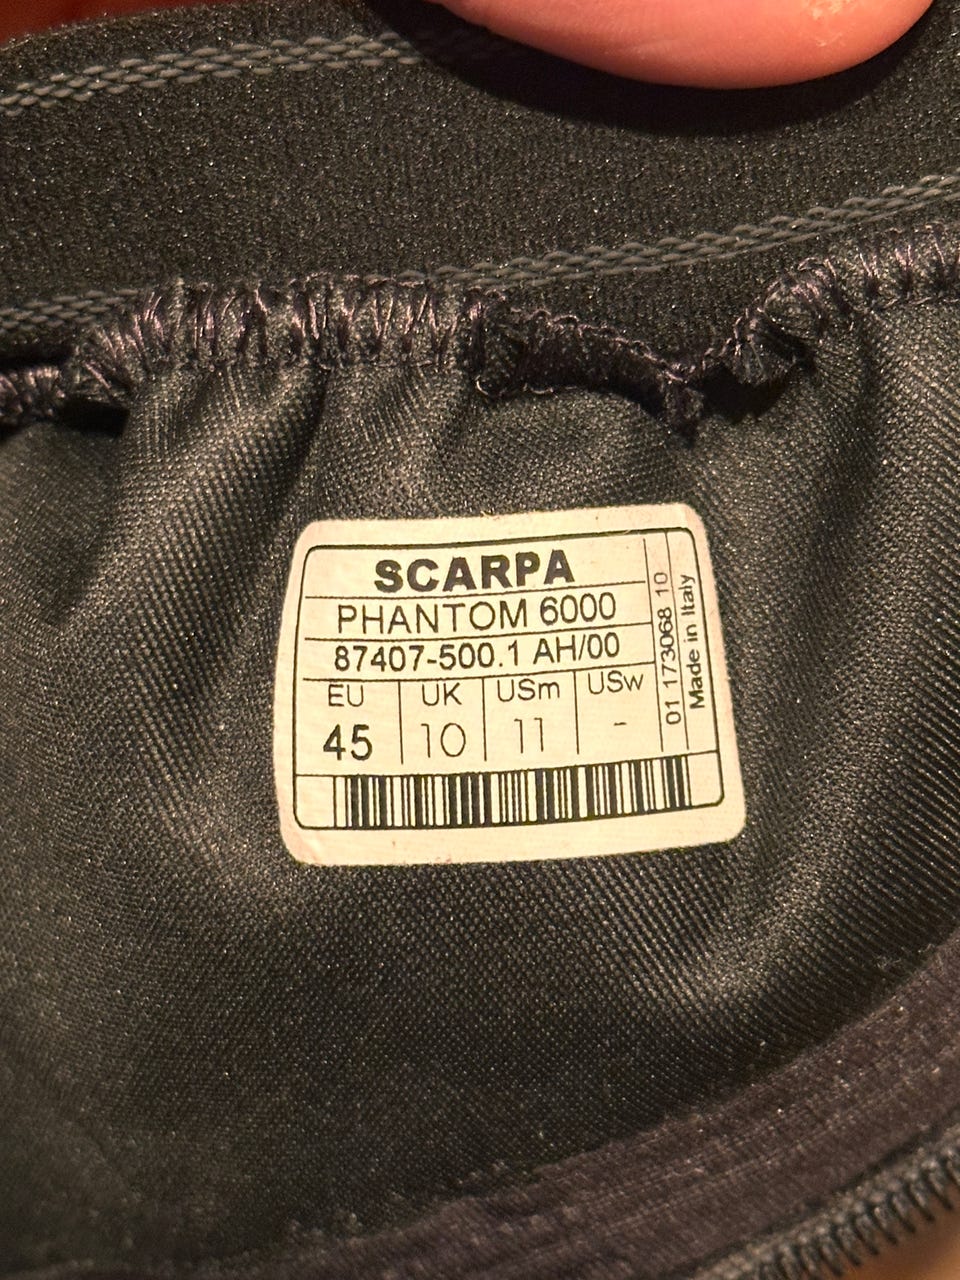 SCARPA
PHANTOM 6000
87407-500.1 AH/00
EU UK USm USw
45 10 11 -
01 173068 10
Made in Italy